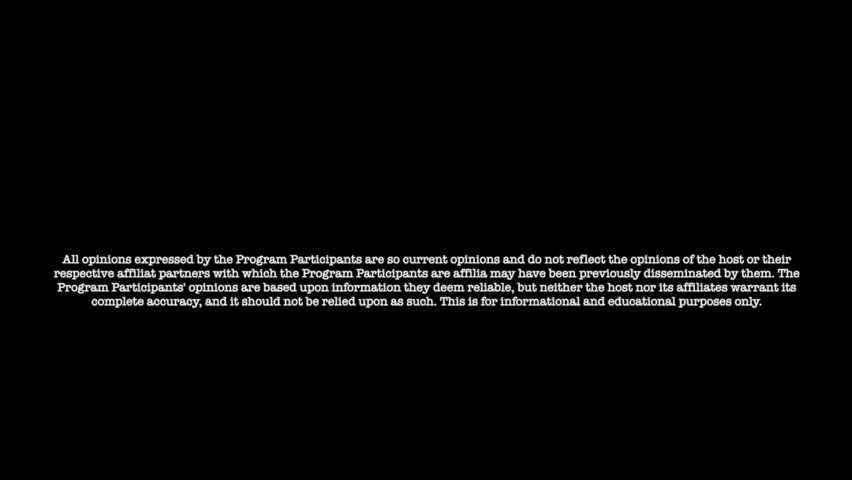 All opinions expressed by the Program Participants are so current opinions and do not reflect the opinions of the host or their
respective affiliat partners with which the Program Participants are affilia may have been previously disseminated by them. The
Program Participants' opinions are based upon information they deem reliable, but neither the host nor its affiliates warrant its
complete accuracy, and it should not be relied upon as such. This is for informational and educational purposes only.